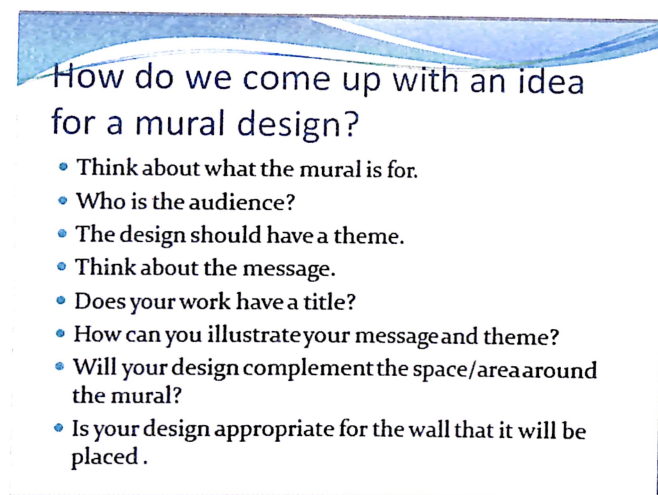 How do we come up with an idea
for a mural design?
• Think about what the mural is for.
• Who is the audience?
• The design should have a theme.
• Think about the message.
• Does your work have a title?
• How can you illustrate your message and theme?
• Will your design complement the space/area around
the mural?
• Is your design appropriate for the wall that it will be
placed.